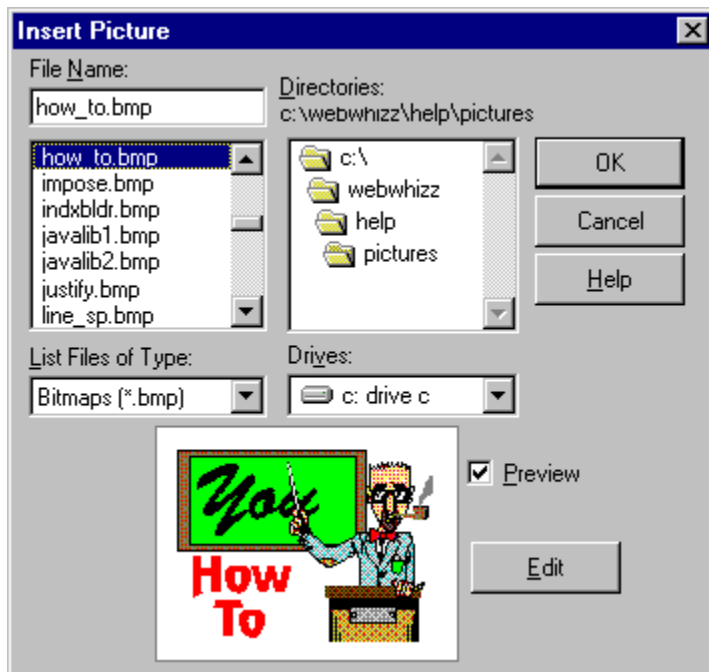 Insert Picture
File Name:
how_to.bmp
how_to.bmp
impose.bmp
indxbldr.bmp
javalib1.bmp
javalib2.bmp
justify.bmp
line_sp.bmp
Directories:
c:\webwhizz\help\pictures
c:\
webwhizz
help
pictures
OK
Cancel
Help
List Files of Type:
Bitmaps (*.bmp)
Drives:
c: drive c
You
How
To
Preview
Edit